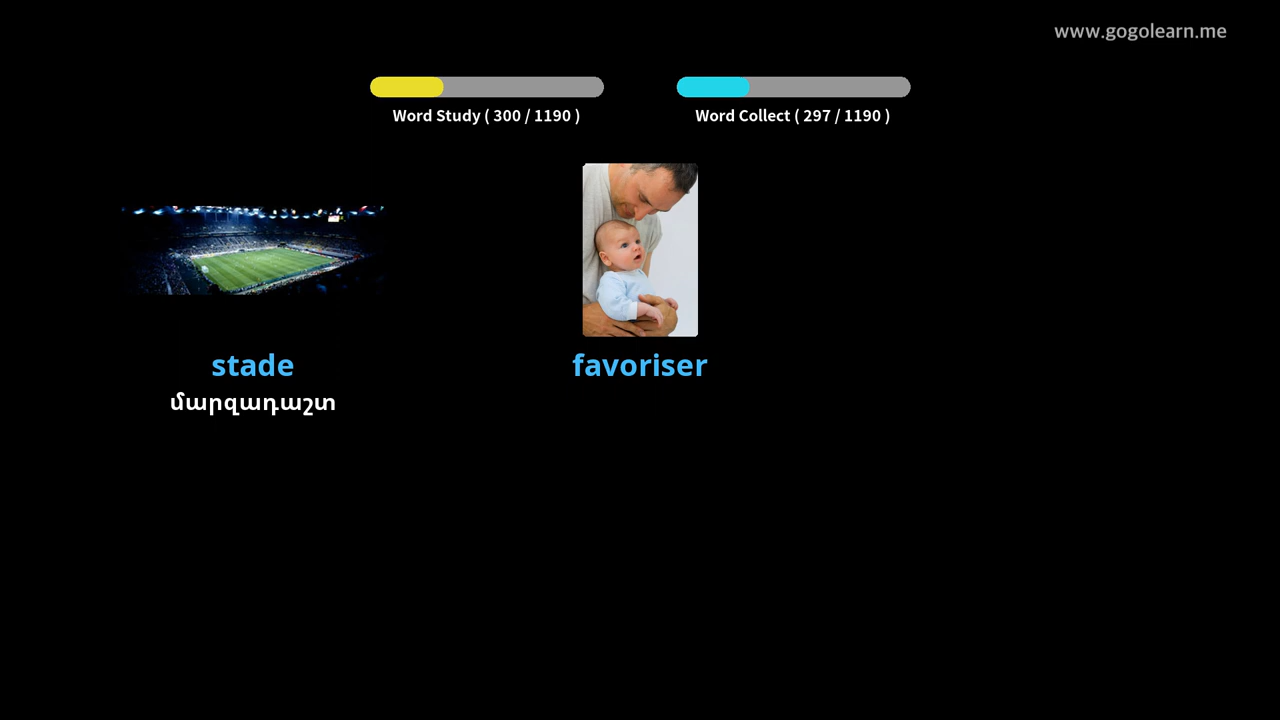 www.gogolearn.me
Word Study ( 300 / 1190 )
Word Collect ( 297 / 1190 )
stade
մարզադաշտ
favoriser